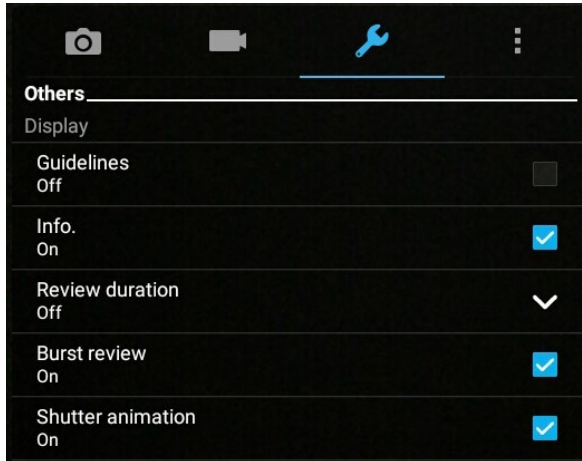 Others
Display
Guidelines
Off
Info.
On
Review duration
Off
Burst review
On
Shutter animation
On